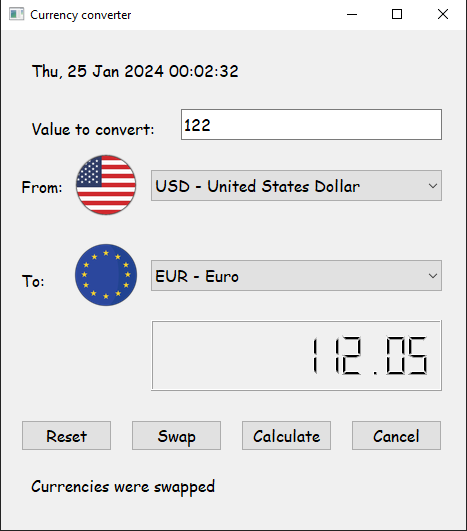 Currency converter
Thu, 25 Jan 2024 00:02:32
Value to convert: 122
From: USD - United States Dollar
To: EUR - Euro
112.05
Reset Swap Calculate Cancel
Currencies were swapped